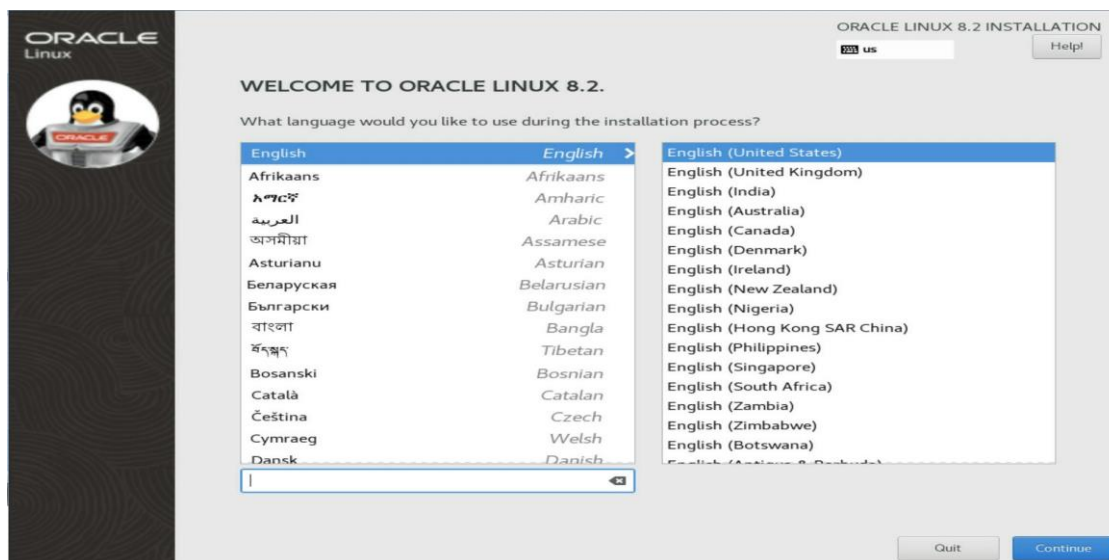 ORACLE
Linux
ORACLE
ORACLE LINUX 8.2 INSTALLATION
us
Help!
WELCOME TO ORACLE LINUX 8.2.
What language would you like to use during the installation process?
English English
Afrikaans Afrikaans
አማርኛ Amharic
العربية Arabic
অসমীয়া Assamese
Asturianu Asturian
Беларуская Belarusian
Български Bulgarian
বাংলা Bangla
བོད་སྐད་ Tibetan
Bosanski Bosnian
Català Catalan
Čeština Czech
Cymraeg Welsh
Dansk Danish
English (United States)
English (United Kingdom)
English (India)
English (Australia)
English (Canada)
English (Denmark)
English (Ireland)
English (New Zealand)
English (Nigeria)
English (Hong Kong SAR China)
English (Philippines)
English (Singapore)
English (South Africa)
English (Zambia)
English (Zimbabwe)
English (Botswana)
English (Antigua & Barbuda)
Quit
Continue